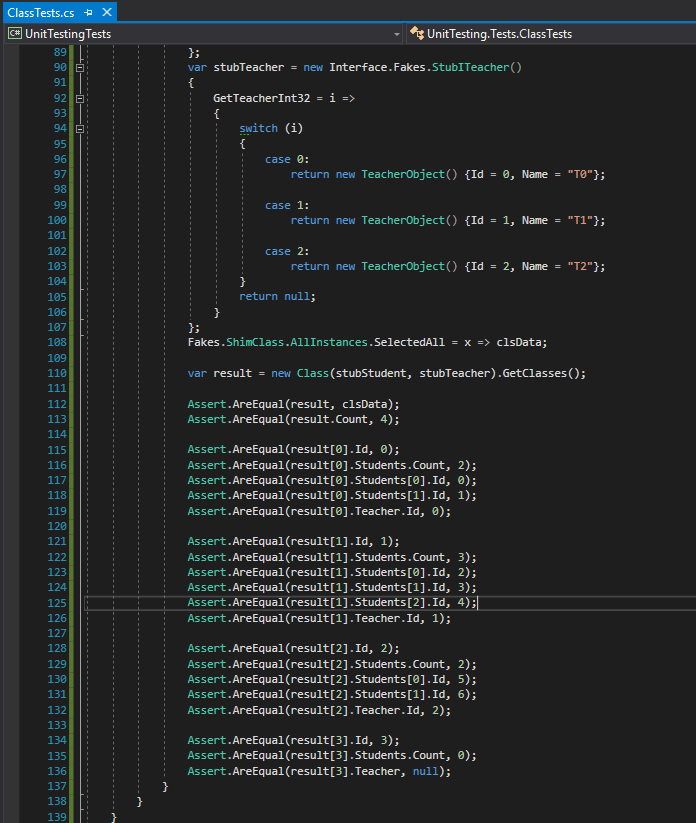 ClassTests.cs
C# UnitTestingTests UnitTesting.Tests.ClassTests
89 };
90 var stubTeacher = new Interface.Fakes.StubITeacher()
91 {
92 GetTeacherInt32 = i =>
93 {
94 switch (i)
95 {
96 case 0:
97 return new TeacherObject() {Id = 0, Name = "T0"};
98
99 case 1:
100 return new TeacherObject() {Id = 1, Name = "T1"};
101
102 case 2:
103 return new TeacherObject() {Id = 2, Name = "T2"};
104 }
105 return null;
106 }
107 };
108 Fakes.ShimClass.AllInstances.SelectedAll = x => clsData;
109
110 var result = new Class(stubStudent, stubTeacher).GetClasses();
111
112 Assert.AreEqual(result, clsData);
113 Assert.AreEqual(result.Count, 4);
114
115 Assert.AreEqual(result[0].Id, 0);
116 Assert.AreEqual(result[0].Students.Count, 2);
117 Assert.AreEqual(result[0].Students[0].Id, 0);
118 Assert.AreEqual(result[0].Students[1].Id, 1);
119 Assert.AreEqual(result[0].Teacher.Id, 0);
120
121 Assert.AreEqual(result[1].Id, 1);
122 Assert.AreEqual(result[1].Students.Count, 3);
123 Assert.AreEqual(result[1].Students[0].Id, 2);
124 Assert.AreEqual(result[1].Students[1].Id, 3);
125 Assert.AreEqual(result[1].Students[2].Id, 4);
126 Assert.AreEqual(result[1].Teacher.Id, 1);
127
128 Assert.AreEqual(result[2].Id, 2);
129 Assert.AreEqual(result[2].Students.Count, 2);
130 Assert.AreEqual(result[2].Students[0].Id, 5);
131 Assert.AreEqual(result[2].Students[1].Id, 6);
132 Assert.AreEqual(result[2].Teacher.Id, 2);
133
134 Assert.AreEqual(result[3].Id, 3);
135 Assert.AreEqual(result[3].Students.Count, 0);
136 Assert.AreEqual(result[3].Teacher, null);
137 }
138 }
139 }